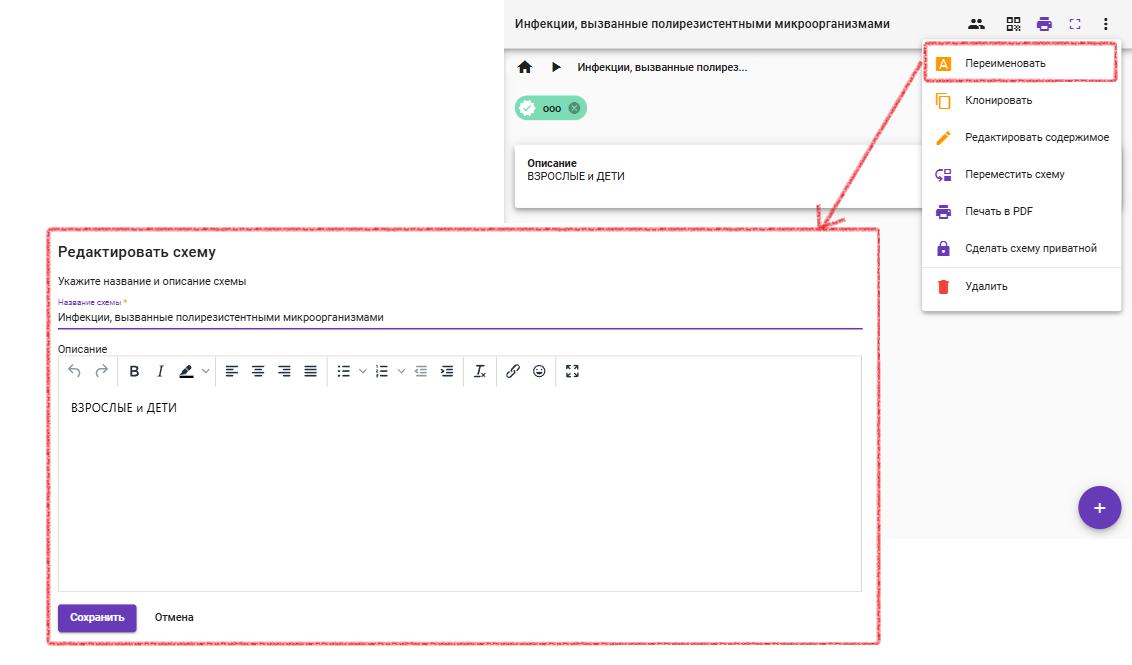 Инфекции, вызванные полирезистентными микроорганизмами
Инфекции, вызванные полирез...
ооо
Описание
ВЗРОСЛЫЕ и ДЕТИ
A
Переименовать
Клонировать
Редактировать содержимое
Переместить схему
Печать в PDF
Сделать схему приватной
Удалить
Редактировать схему
Укажите название и описание схемы
Название схемы *
Инфекции, вызванные полирезистентными микроорганизмами
Описание
B I
ВЗРОСЛЫЕ и ДЕТИ
Сохранить Отмена